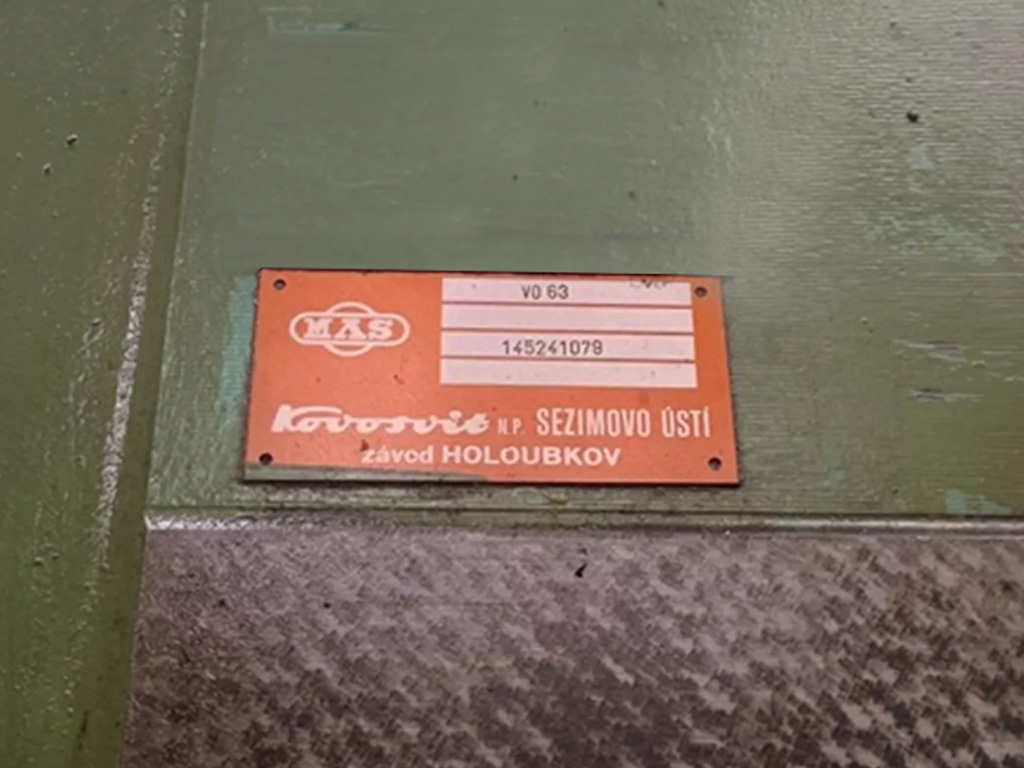 VO 63
MAS
145241079
Kovosvit N.P. SEZIMOVO ÚSTÍ
závod HOLOUBKOV